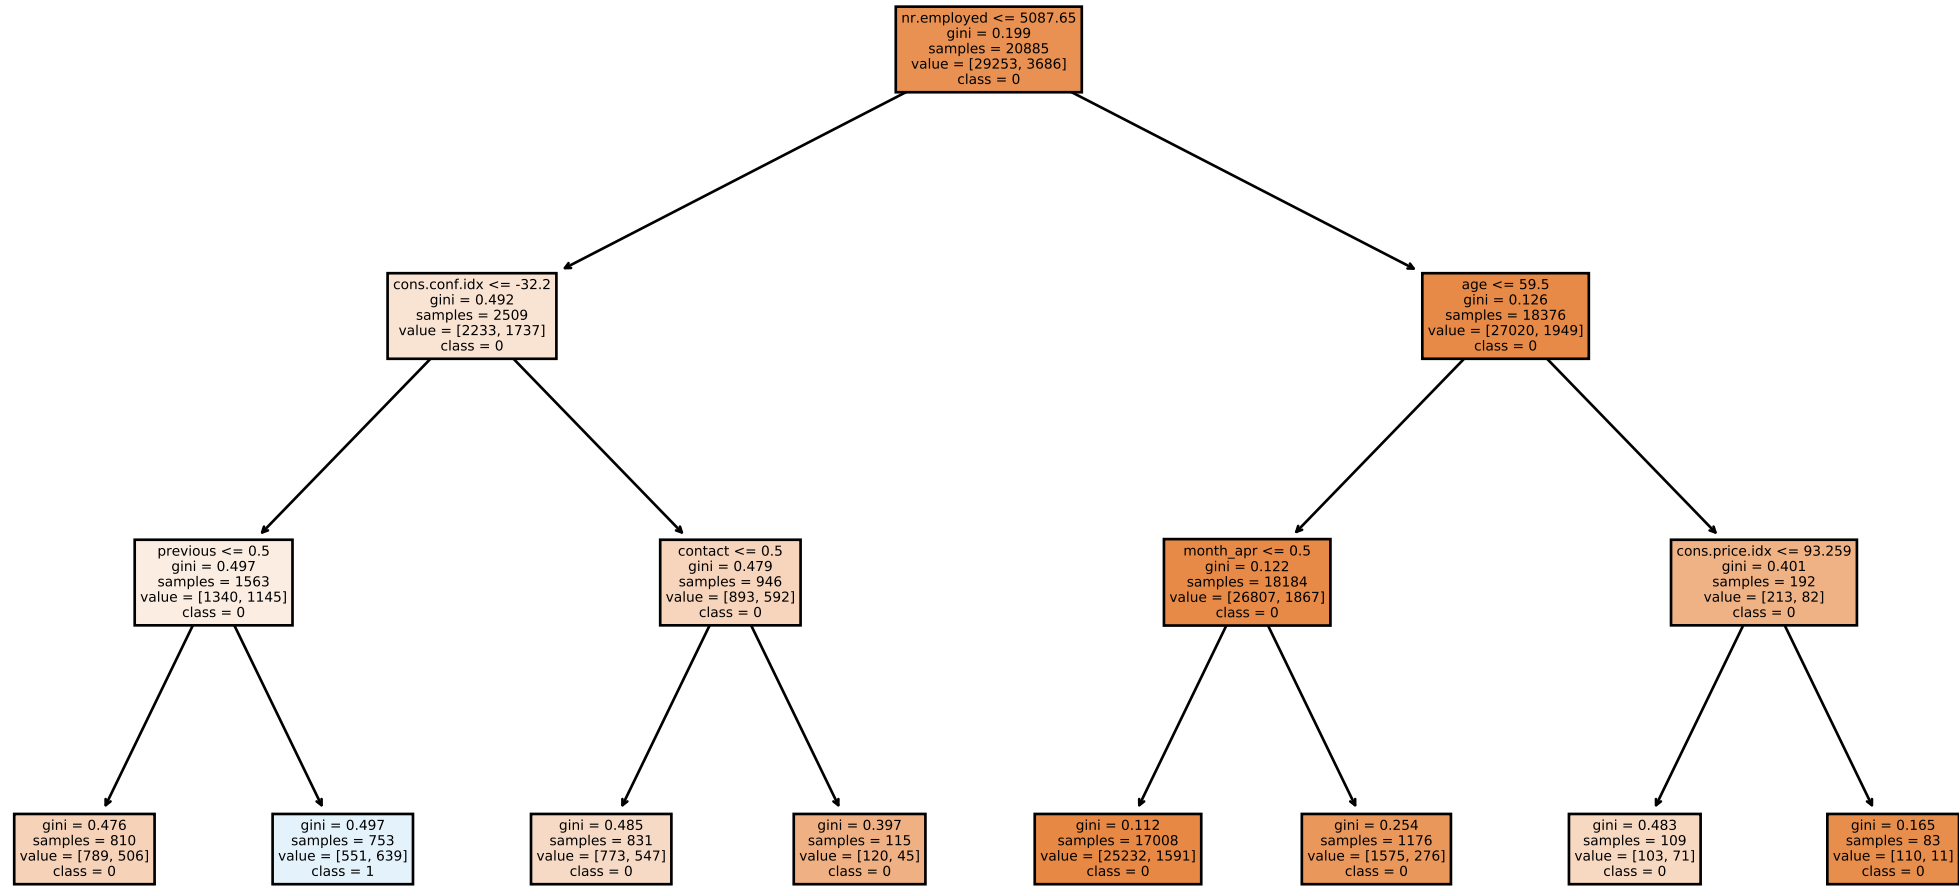 nr.employed <= 5087.65
gini = 0.199
samples = 20885
value = [29253, 3686]
class = 0
cons.conf.idx <= -32.2
gini = 0.492
samples = 2509
value = [2233, 1737]
class = 0
age <= 59.5
gini = 0.126
samples = 18376
value = [27020, 1949]
class = 0
previous <= 0.5
gini = 0.497
samples = 1563
value = [1340, 1145]
class = 0
contact <= 0.5
gini = 0.479
samples = 946
value = [893, 592]
class = 0
month_apr <= 0.5
gini = 0.122
samples = 18184
value = [26807, 1867]
class = 0
cons.price.idx <= 93.259
gini = 0.401
samples = 192
value = [213, 82]
class = 0
gini = 0.476
samples = 810
value = [789, 506]
class = 0
gini = 0.497
samples = 753
value = [551, 639]
class = 1
gini = 0.485
samples = 831
value = [773, 547]
class = 0
gini = 0.397
samples = 115
value = [120, 45]
class = 0
gini = 0.112
samples = 17008
value = [25232, 1591]
class = 0
gini = 0.254
samples = 1176
value = [1575, 276]
class = 0
gini = 0.483
samples = 109
value = [103, 71]
class = 0
gini = 0.165
samples = 83
value = [110, 11]
class = 0